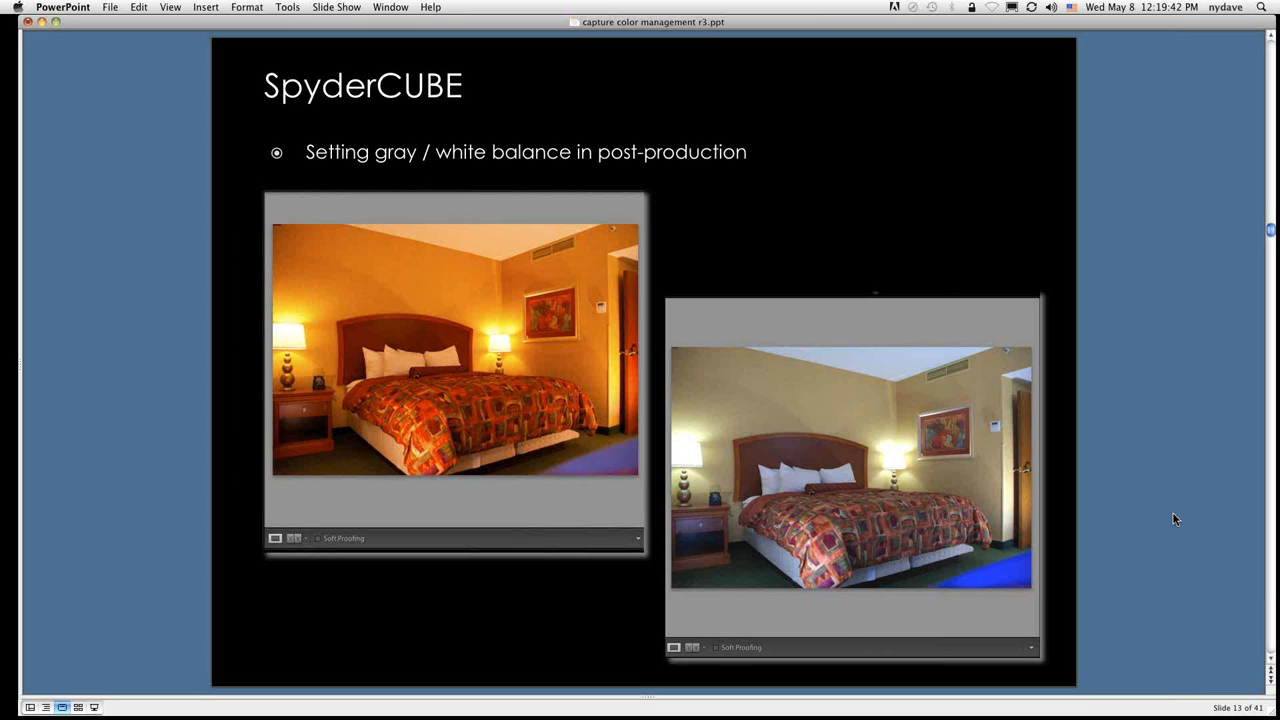 PowerPoint File Edit View Insert Format Tools Slide Show Window Help Wed May 8 12:19:42 PM nydave
capture color management r3.ppt
SpyderCUBE
Setting gray / white balance in post-production
Soft Proofing
Soft Proofing
Slide 13 of 41